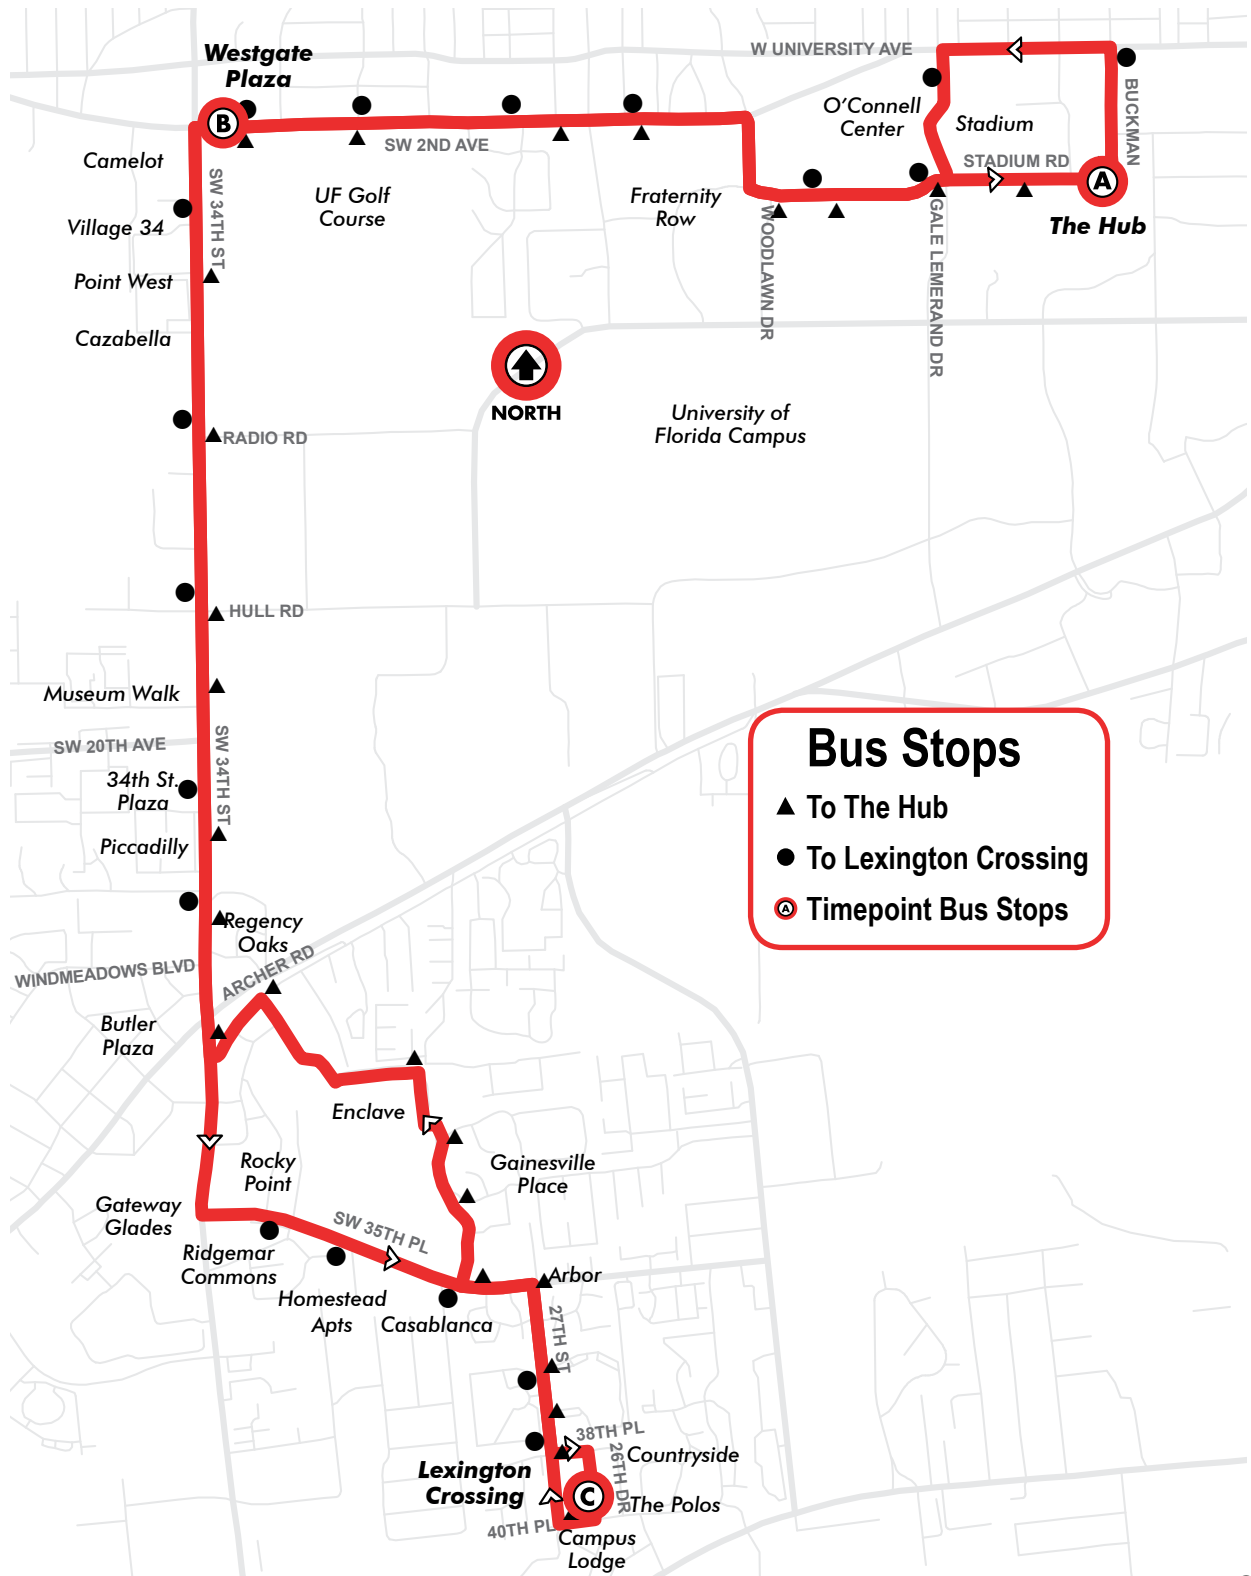 W UNIVERSITY AVE
Westgate
Plaza
BUCKMAN
O'Connell
Center
Stadium
B
SW 2ND AVE
Camelot
STADIUM RD
A
SW 34TH ST
UF Golf
Course
Fraternity
Row
The Hub
Village 34
WOODLAWN DR
GALE LEMERAND DR
Point West
Cazabella
NORTH
University of
Florida Campus
RADIO RD
HULL RD
Museum Walk
SW 20TH AVE
SW 34TH ST
34th St.
Plaza
Piccadilly
Bus Stops
To The Hub
To Lexington Crossing
A Timepoint Bus Stops
Regency
Oaks
WINDMEADOWS BLVD
ARCHER RD
Butler
Plaza
Enclave
Rocky
Point
Gainesville
Place
Gateway
Glades
SW 35TH PL
Ridgemar
Commons
Arbor
Homestead
Apts
Casablanca
27TH ST
38TH PL
26TH DR
Countryside
Lexington
Crossing
C
The Polos
40TH PL
Campus
Lodge